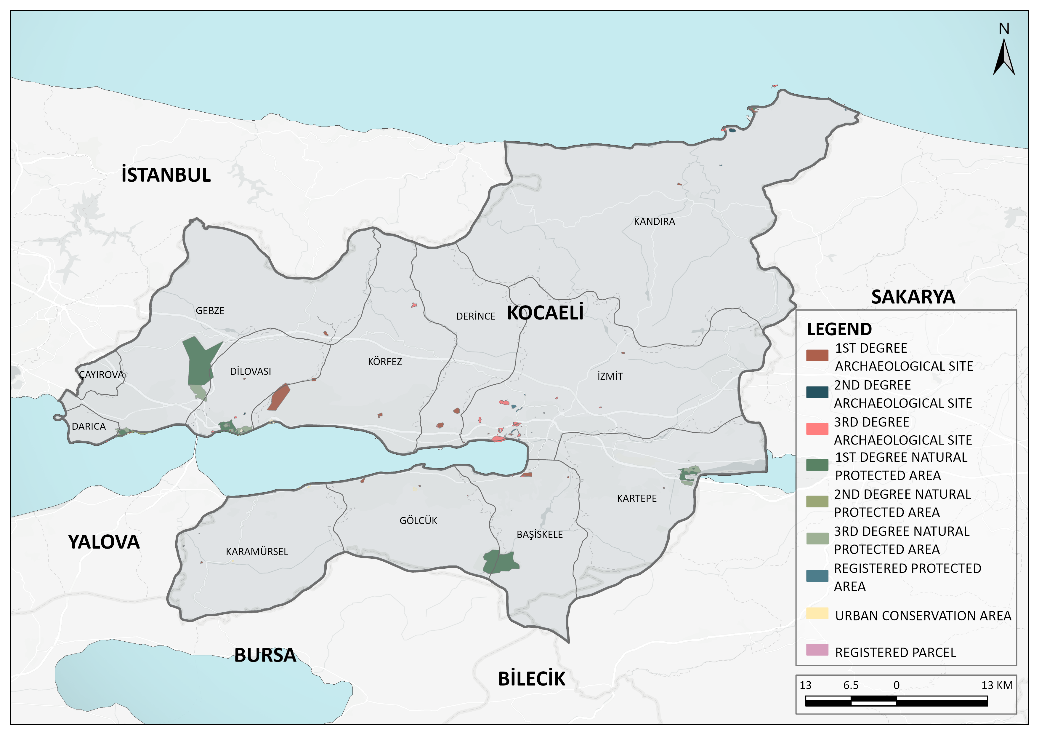 N
İSTANBUL
KANDIRA
SAKARYA
GEBZE
DERİNCE
KOCAELİ
KÖRFEZ
DİLOVASI
ÇAYIROVA
İZMİT
DARICA
KARTEPE
GÖLCÜK
BAŞİSKELE
YALOVA
KARAMÜRSEL
BURSA
BİLECİK
LEGEND
1ST DEGREE
ARCHAEOLOGICAL SITE
2ND DEGREE
ARCHAEOLOGICAL SITE
3RD DEGREE
ARCHAEOLOGICAL SITE
1ST DEGREE NATURAL
PROTECTED AREA
2ND DEGREE NATURAL
PROTECTED AREA
3RD DEGREE NATURAL
PROTECTED AREA
REGISTERED PROTECTED
AREA
URBAN CONSERVATION AREA
REGISTERED PARCEL
13 6.5 0 13 KM